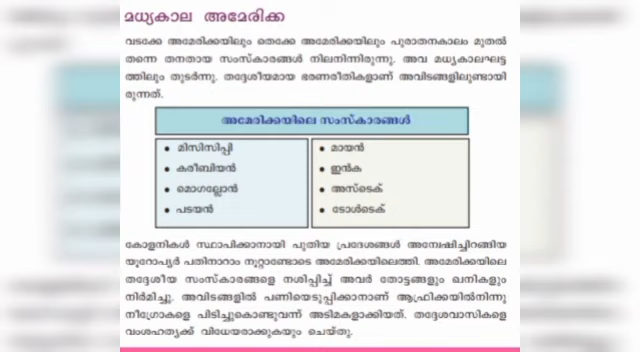 മധ്യകാല അമേരിക്ക
വടക്കേ അമേരിക്കയിലും തെക്കേ അമേരിക്കയിലും പുരാതനകാലം മുതൽ
തന്നെ തനതായ സംസ്കാരങ്ങൾ നിലനിന്നിരുന്നു. അവ മധ്യകാലഘട്ട
ത്തിലും തുടർന്നു. തദ്ദേശീയമായ ഭരണരീതികളാണ് അവിടങ്ങളിലുണ്ടായി
രുന്നത്.
അമേരിക്കയിലെ സംസ്കാരങ്ങൾ
• മിസിസിപ്പി
• കരീബിയൻ
• മൊഗല്ലോൻ
• പടയൻ
• മായൻ
• ഇൻക
• അസ്ടെക്
• ടോൾടെക്
കോളനികൾ സ്ഥാപിക്കാനായി പുതിയ പ്രദേശങ്ങൾ അന്വേഷിച്ചിറങ്ങിയ
യൂറോപ്യർ പതിനാറാം നൂറ്റാണ്ടോടെ അമേരിക്കയിലെത്തി. അമേരിക്കയിലെ
തദ്ദേശീയ സംസ്കാരങ്ങളെ നശിപ്പിച്ച് അവർ തോട്ടങ്ങളും ഖനികളും
നിർമിച്ചു. അവിടങ്ങളിൽ പണിയെടുപ്പിക്കാനാണ് ആഫ്രിക്കയിൽനിന്നു
നീഗ്രോകളെ പിടിച്ചുകൊണ്ടുവന്ന് അടിമകളാക്കിയത്. തദ്ദേശവാസികളെ
വംശഹത്യക്ക് വിധേയരാക്കുകയും ചെയ്തു.